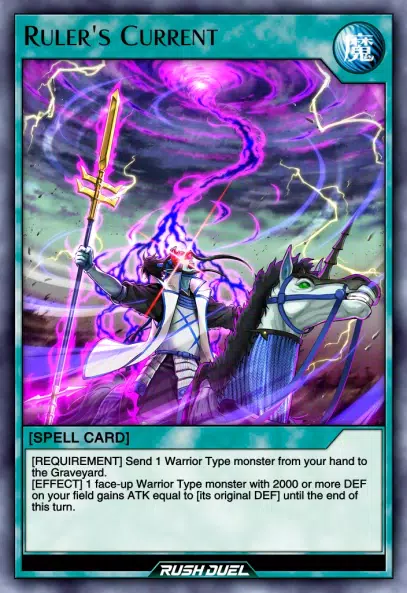 Ruler's Current
魔
[SPELL CARD]
[REQUIREMENT] Send 1 Warrior Type monster from your hand to
the Graveyard.
[EFFECT] 1 face-up Warrior Type monster with 2000 or more DEF
on your field gains ATK equal to [its original DEF] until the end of
this turn.
RUSH DUEL